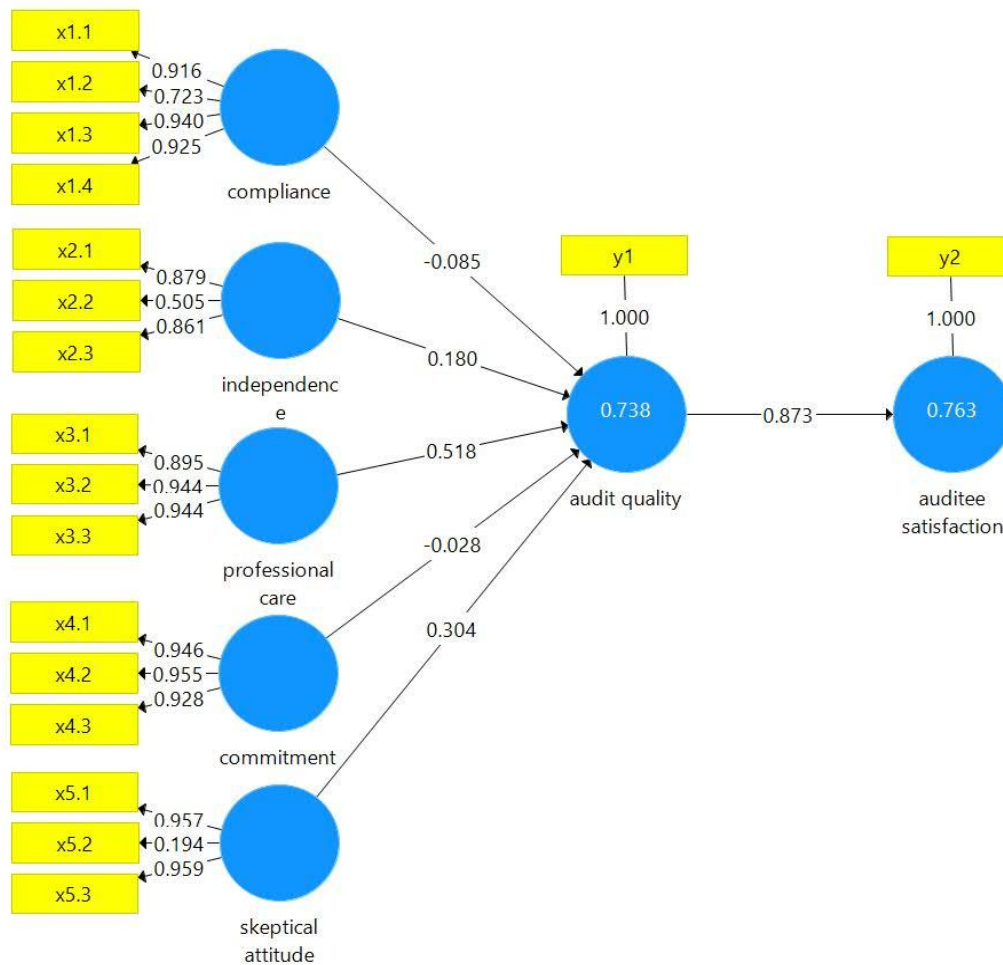 x1.1
0.916
x1.2
0.723
x1.3
0.940
0.925
x1.4
compliance
x2.1
0.879
x2.2
0.505
0.861
x2.3
independenc
e
x3.1
0.895
x3.2
0.944
0.944
x3.3
professional
care
x4.1
0.946
x4.2
0.955
0.928
x4.3
commitment
x5.1
0.957
x5.2
0.194
0.959
x5.3
skeptical
attitude
-0.085
0.180
0.518
-0.028
0.304
y1
1.000
0.738
audit quality
0.873
y2
1.000
0.763
auditee
satisfaction